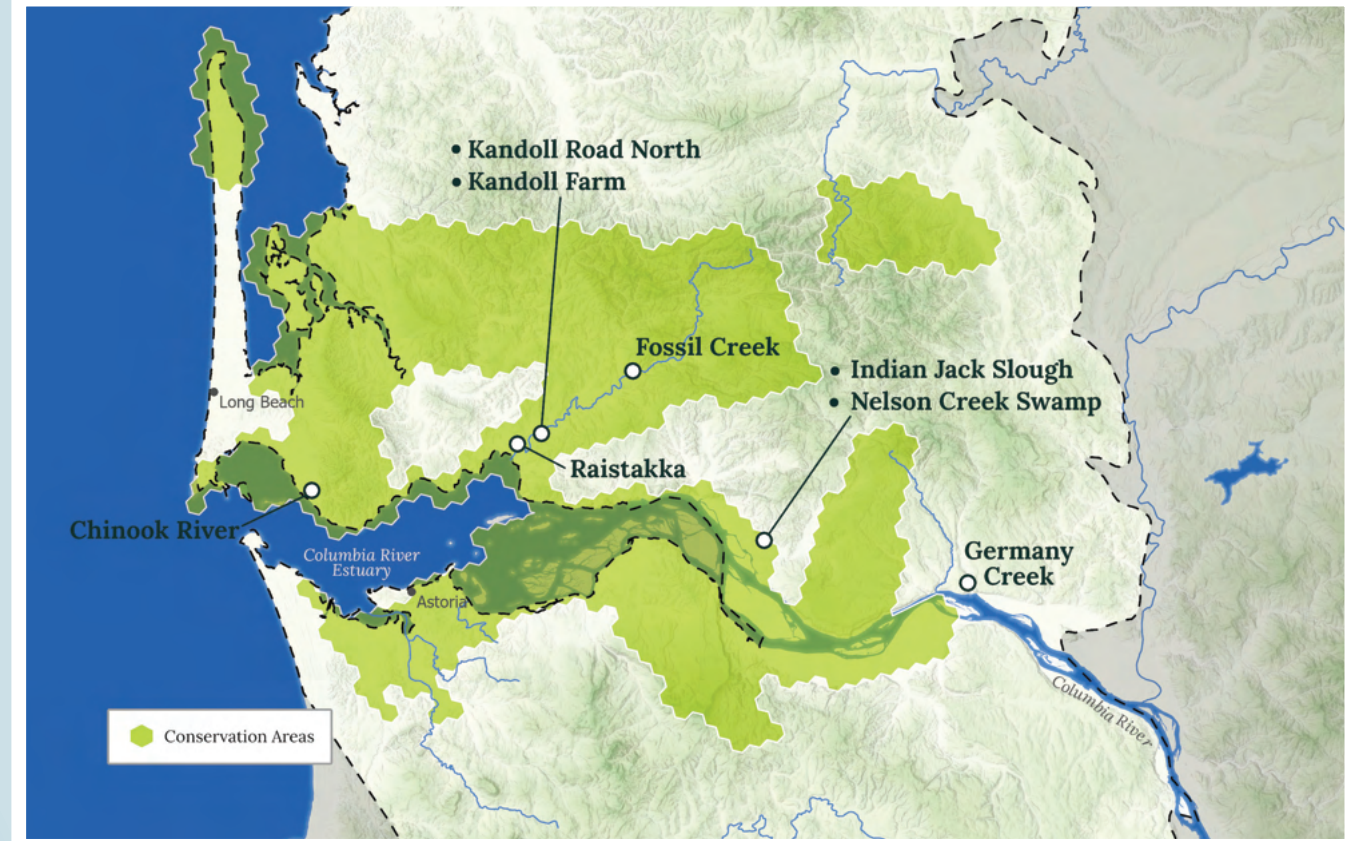 • Kandoll Road North
• Kandoll Farm
Fossil Creek
• Indian Jack Slough
• Nelson Creek Swamp
Long Beach
Raistakka
Chinook River
Columbia River
Estuary
Germany
Creek
Astoria
Columbia River
Conservation Areas